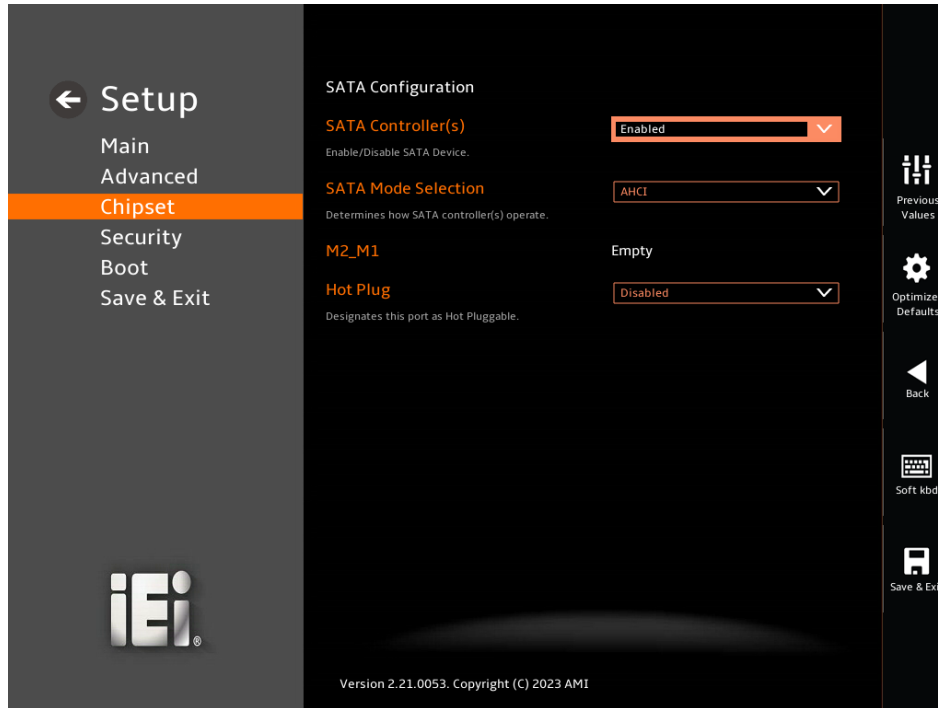 Setup
Main
Advanced
Chipset
Security
Boot
Save & Exit
iEi®
SATA Configuration
SATA Controller(s)
Enabled
Enable/Disable SATA Device.
SATA Mode Selection
AHCI
Determines how SATA controller(s) operate.
M2_M1
Empty
Hot Plug
Disabled
Designates this port as Hot Pluggable.
Version 2.21.0053. Copyright (C) 2023 AMI
Previous
Values
Optimize
Defaults
Back
Soft kbd
Save & Exi